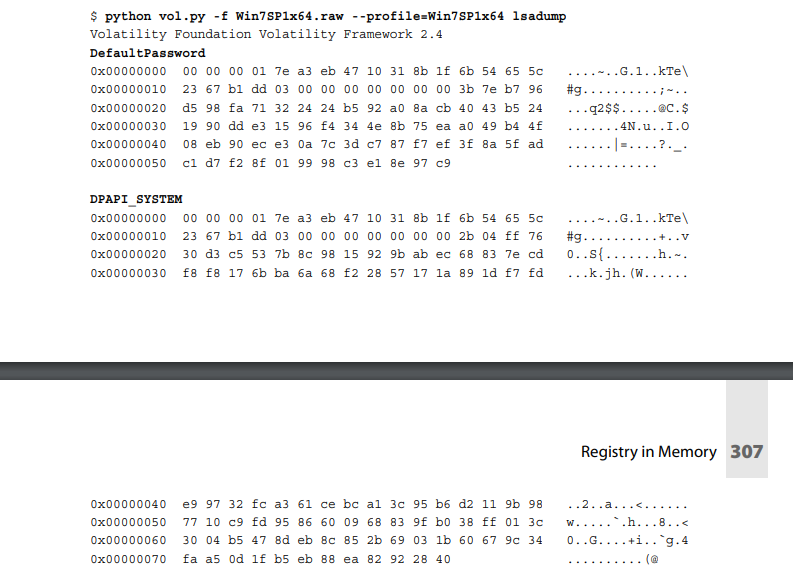 $ python vol.py -f Win7SP1x64.raw --profile=Win7SP1x64 lsadump
Volatility Foundation Volatility Framework 2.4
DefaultPassword
0x00000000 00 00 00 01 7e a3 eb 47 10 31 8b 1f 6b 54 65 5c ....~..G.1..kTe\
0x00000010 23 67 b1 dd 03 00 00 00 00 00 00 00 3b 7e b7 96 #g..........;~..
0x00000020 d5 98 fa 71 32 24 24 b5 92 a0 8a cb 40 43 b5 24 ...q2$$.....@C.$
0x00000030 19 90 dd e3 15 96 f4 34 4e 8b 75 ea a0 49 b4 4f .......4N.u..I.O
0x00000040 08 eb 90 ec e3 0a 7c 3d c7 87 f7 ef 3f 8a 5f ad ......|=....?._.
0x00000050 c1 d7 f2 8f 01 99 98 c3 e1 8e 97 c9 ............
DPAPI_SYSTEM
0x00000000 00 00 00 01 7e a3 eb 47 10 31 8b 1f 6b 54 65 5c ....~..G.1..kTe\
0x00000010 23 67 b1 dd 03 00 00 00 00 00 00 00 2b 04 ff 76 #g..........+..v
0x00000020 30 d3 c5 53 7b 8c 98 15 92 9b ab ec 68 83 7e cd 0..S{.......h.~.
0x00000030 f8 f8 17 6b ba 6a 68 f2 28 57 17 1a 89 1d f7 fd ...k.jh.(W......
Registry in Memory 307
0x00000040 e9 97 32 fc a3 61 ce bc a1 3c 95 b6 d2 11 9b 98 ..2..a...<......
0x00000050 77 10 c9 fd 95 86 60 09 68 83 9f b0 38 ff 01 3c w.....`.h...8..<
0x00000060 30 04 b5 47 8d eb 8c 85 2b 69 03 1b 60 67 9c 34 0..G....+i..`g.4
0x00000070 fa a5 0d 1f b5 eb 88 ea 82 92 28 40 ..........(@